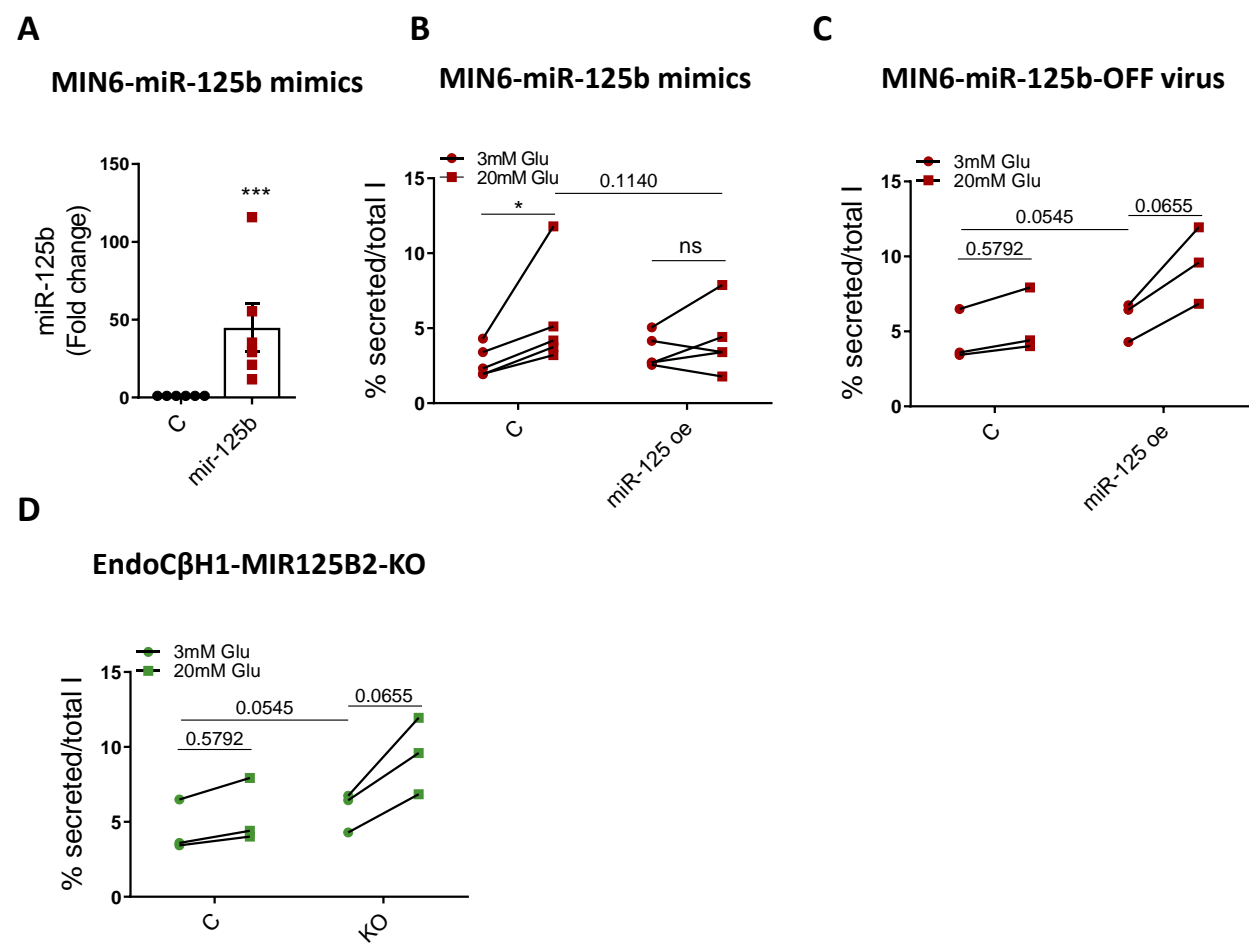 A
MIN6-miR-125b mimics
miR-125b
(Fold change)
150
100
50
0
***
C
mir-125b
B
MIN6-miR-125b mimics
3mM Glu
20mM Glu
% secreted/total I
15
10
5
0
*
0.1140
ns
C
miR-125 oe
C
MIN6-miR-125b-OFF virus
3mM Glu
20mM Glu
% secreted/total I
15
10
5
0
0.0545
0.0655
0.5792
C
miR-125 oe
D
EndoCβH1-MIR125B2-KO
3mM Glu
20mM Glu
% secreted/total I
15
10
5
0
0.0545
0.0655
0.5792
C
KO